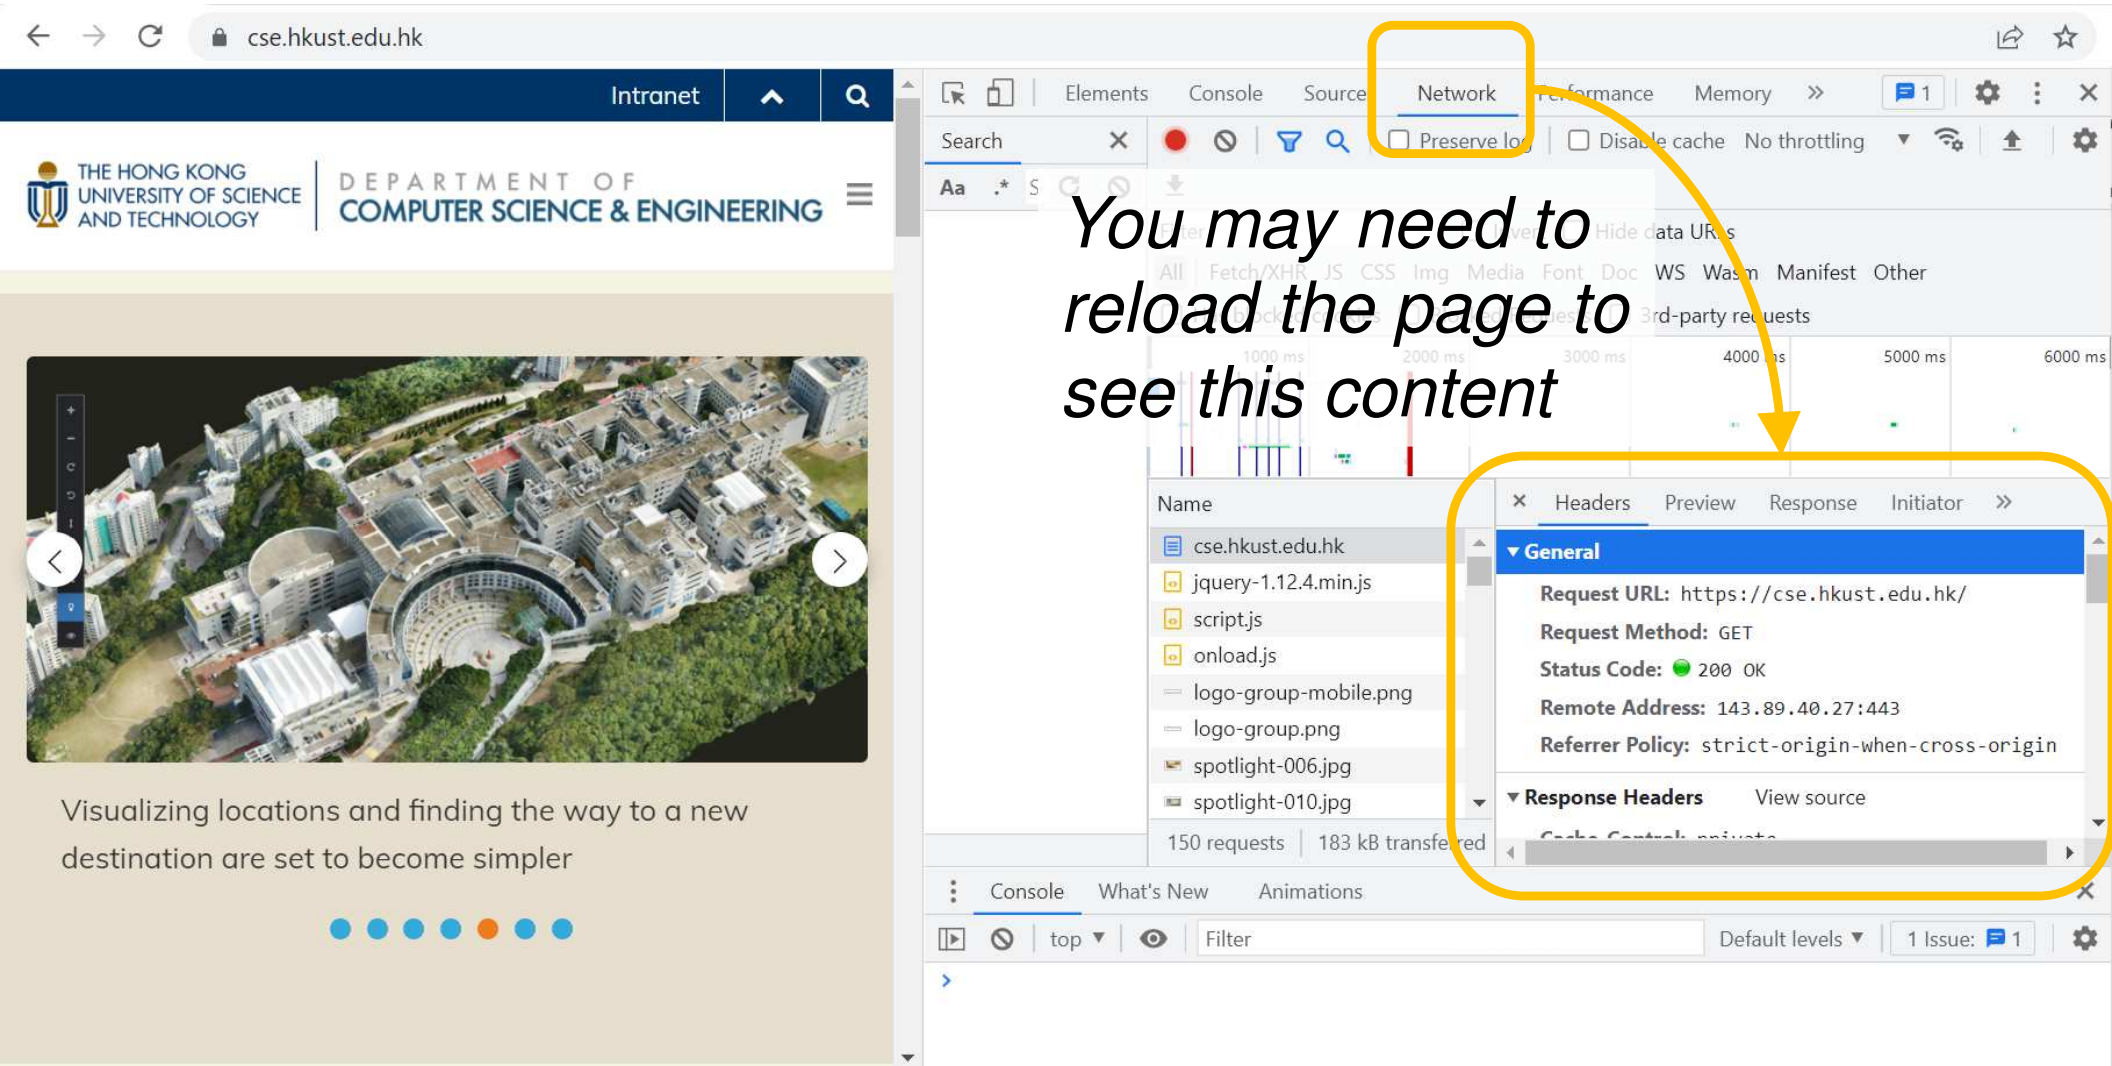 cse.hkust.edu.hk
Intranet
THE HONG KONG
UNIVERSITY OF SCIENCE
AND TECHNOLOGY
DEPARTMENT OF
COMPUTER SCIENCE & ENGINEERING
Visualizing locations and finding the way to a new
destination are set to become simpler
Elements Console Source Network Performance Memory » 1
Search
Preserve log Disable cache No throttling
Aa .* S
You may need to
reload the page to
see this content
Hide data URLs
All Fetch/XHR JS CSS Img Media Font Doc WS Wasm Manifest Other
3rd-party requests
1000 ms 2000 ms 3000 ms 4000 ms 5000 ms 6000 ms
Name
cse.hkust.edu.hk
jquery-1.12.4.min.js
script.js
onload.js
logo-group-mobile.png
logo-group.png
spotlight-006.jpg
spotlight-010.jpg
150 requests 183 kB transferred
× Headers Preview Response Initiator »
General
Request URL: https://cse.hkust.edu.hk/
Request Method: GET
Status Code: 200 OK
Remote Address: 143.89.40.27:443
Referrer Policy: strict-origin-when-cross-origin
Response Headers View source
Cache-Control: private
Console What's New Animations
top Filter Default levels 1 Issue: 1